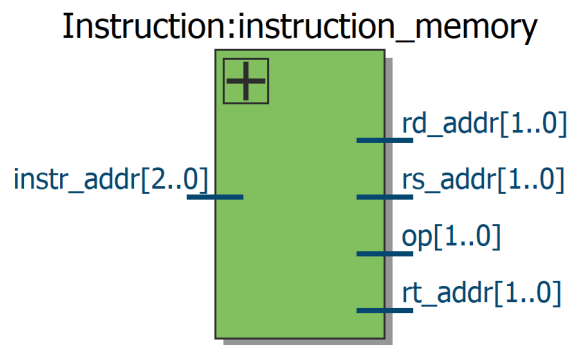 Instruction:instruction_memory
instr_addr[2..0]
rd_addr[1..0]
rs_addr[1..0]
op[1..0]
rt_addr[1..0]